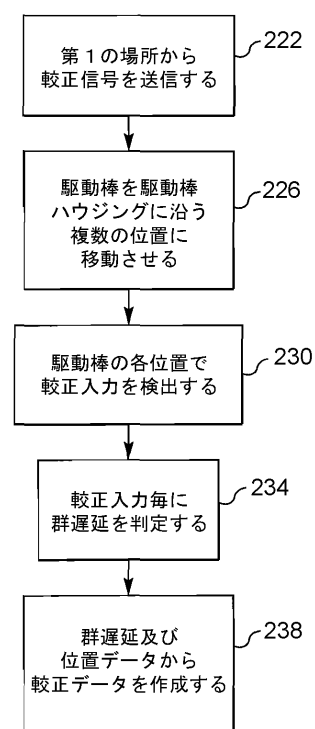 第１の場所から
較正信号を送信する
222
駆動棒を駆動棒
ハウジングに沿う
複数の位置に
移動させる
226
駆動棒の各位置で
較正入力を検出する
230
較正入力毎に
群遅延を判定する
234
群遅延及び
位置データから
較正データを作成する
238